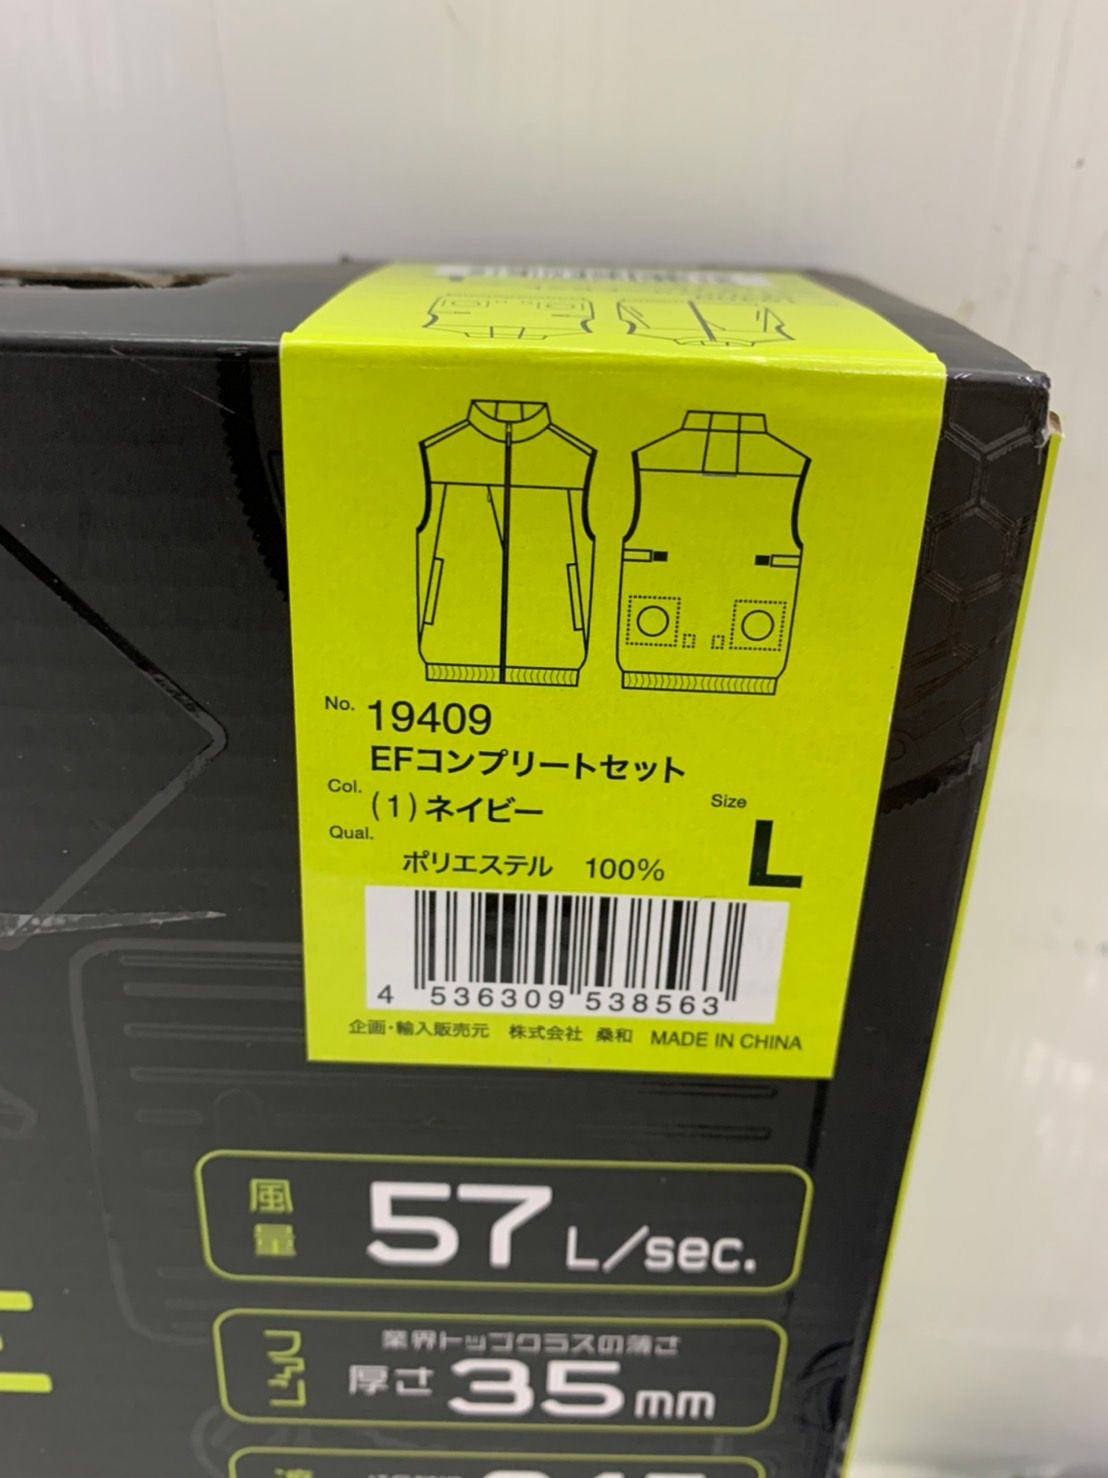 No. 19409
EFコンプリートセット
Col. (1)ネイビー
Size L
Qual.
ポリエステル 100%
4 536309 538563
企画・輸入販売元 株式会社 桑和 MADE IN CHINA
風量 57 L/sec.
業界トップクラスの薄さ
厚さ 35mm